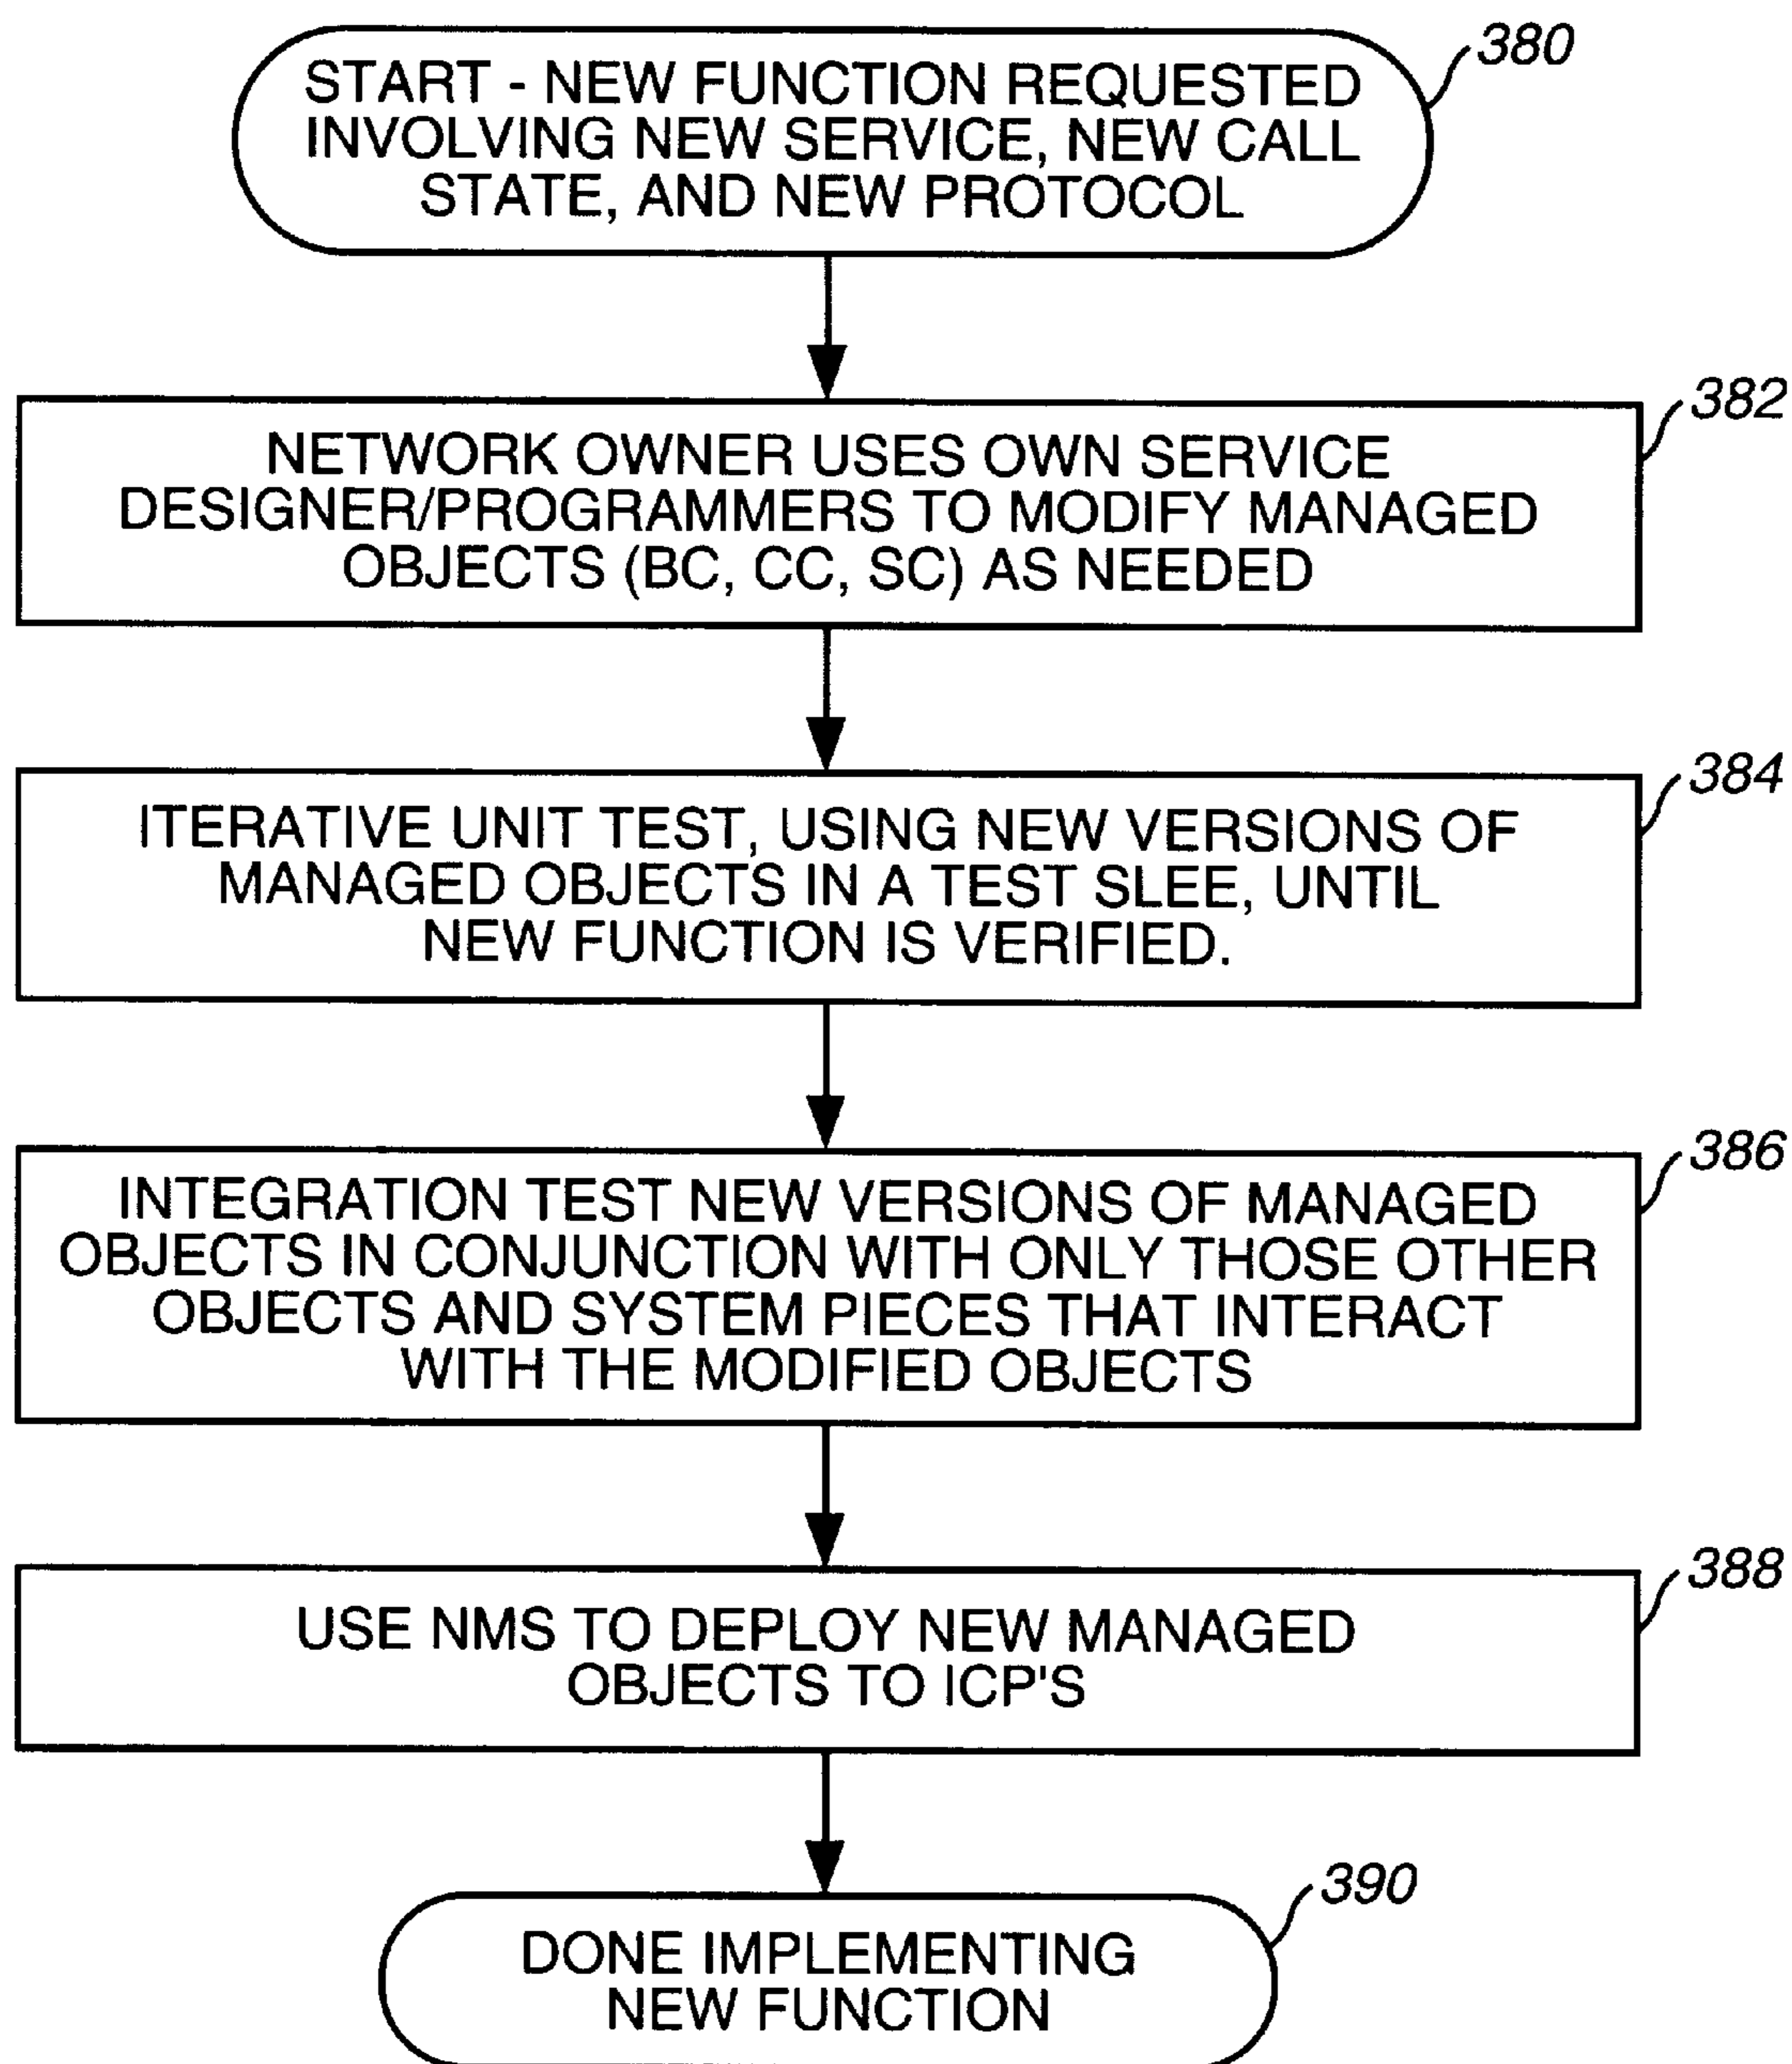 START - NEW FUNCTION REQUESTED
INVOLVING NEW SERVICE, NEW CALL
STATE, AND NEW PROTOCOL
380
NETWORK OWNER USES OWN SERVICE
DESIGNER/PROGRAMMERS TO MODIFY MANAGED
OBJECTS (BC, CC, SC) AS NEEDED
382
ITERATIVE UNIT TEST, USING NEW VERSIONS OF
MANAGED OBJECTS IN A TEST SLEE, UNTIL
NEW FUNCTION IS VERIFIED.
384
INTEGRATION TEST NEW VERSIONS OF MANAGED
OBJECTS IN CONJUNCTION WITH ONLY THOSE OTHER
OBJECTS AND SYSTEM PIECES THAT INTERACT
WITH THE MODIFIED OBJECTS
386
USE NMS TO DEPLOY NEW MANAGED
OBJECTS TO ICP'S
388
DONE IMPLEMENTING
NEW FUNCTION
390